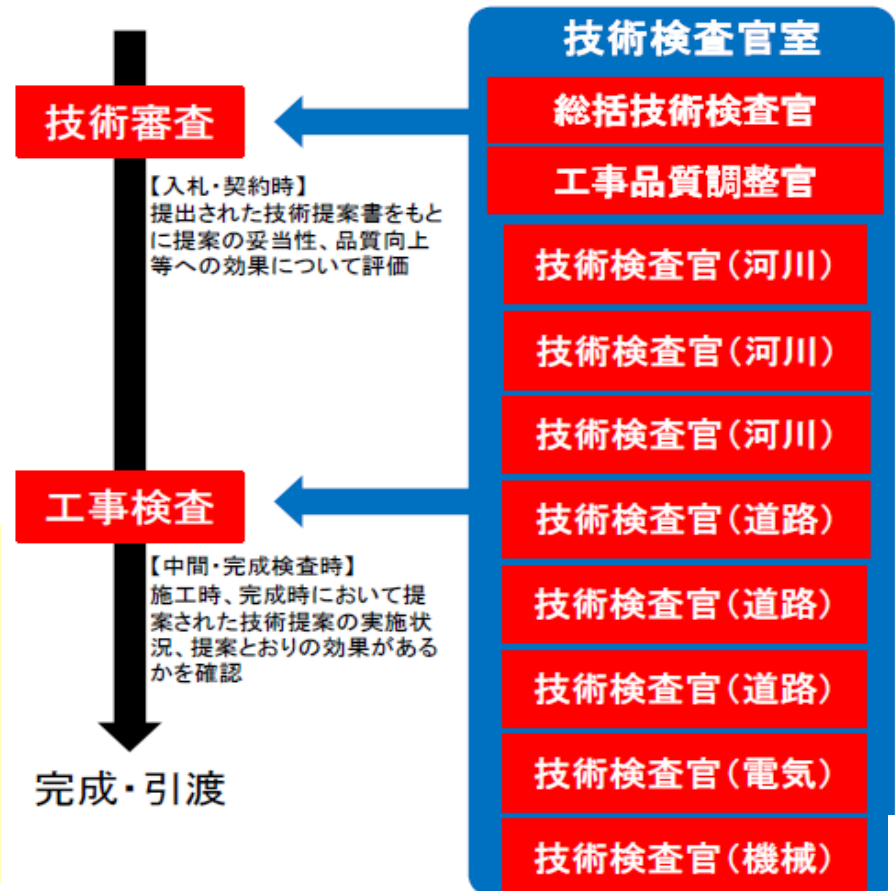 技術審査
【入札・契約時】
提出された技術提案書をもと
に提案の妥当性、品質向上
等への効果について評価
工事検査
【中間・完成検査時】
施工時、完成時において提
案された技術提案の実施状
況、提案とおりの効果がある
かを確認
完成・引渡
技術検査官室
総括技術検査官
工事品質調整官
技術検査官(河川)
技術検査官(河川)
技術検査官(河川)
技術検査官(道路)
技術検査官(道路)
技術検査官(道路)
技術検査官(電気)
技術検査官(機械)